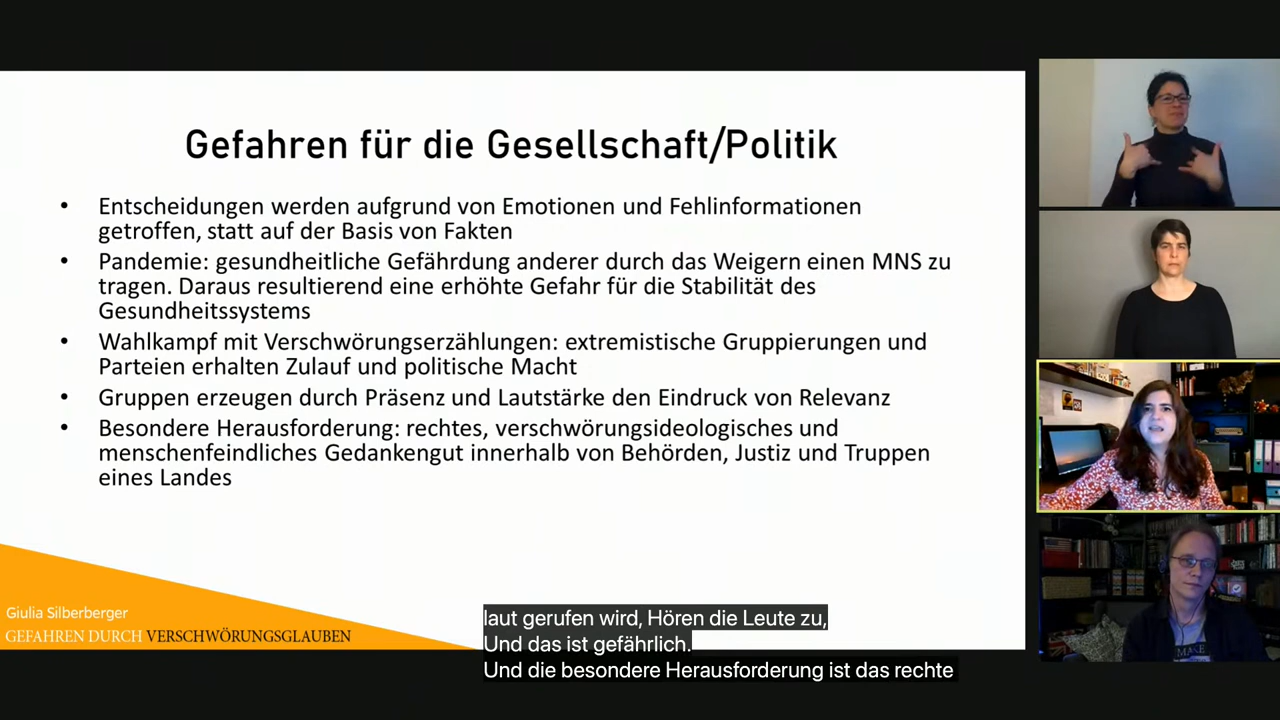 Gefahren für die Gesellschaft/Politik
• Entscheidungen werden aufgrund von Emotionen und Fehlinformationen
getroffen, statt auf der Basis von Fakten
• Pandemie: gesundheitliche Gefährdung anderer durch das Weigern einen MNS zu
tragen. Daraus resultierend eine erhöhte Gefahr für die Stabilität des
Gesundheitssystems
• Wahlkampf mit Verschwörungserzählungen: extremistische Gruppierungen und
Parteien erhalten Zulauf und politische Macht
• Gruppen erzeugen durch Präsenz und Lautstärke den Eindruck von Relevanz
• Besondere Herausforderung: rechtes, verschwörungsideologisches und
menschenfeindliches Gedankengut innerhalb von Behörden, Justiz und Truppen
eines Landes
Giulia Silberberger
GEFAHREN DURCH VERSCHWÖRUNGSGLAUBEN
laut gerufen wird, Hören die Leute zu,
Und das ist gefährlich.
Und die besondere Herausforderung ist das rechte
MAKE